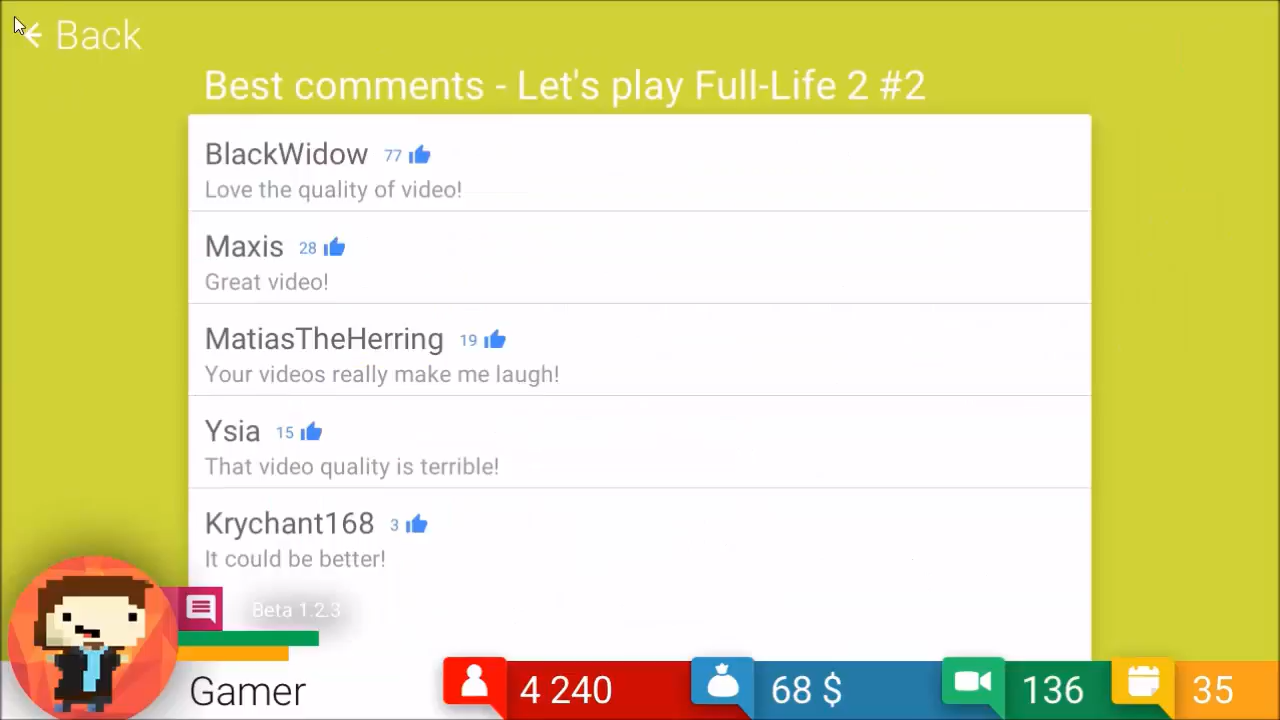 Back
Best comments - Let's play Full-Life 2 #2
BlackWidow 77
Love the quality of video!
Maxis 28
Great video!
MatiasTheHerring 19
Your videos really make me laugh!
Ysia 15
That video quality is terrible!
Krychant168 3
It could be better!
Beta 1.2.3
Gamer 4 240 68 $ 136 35